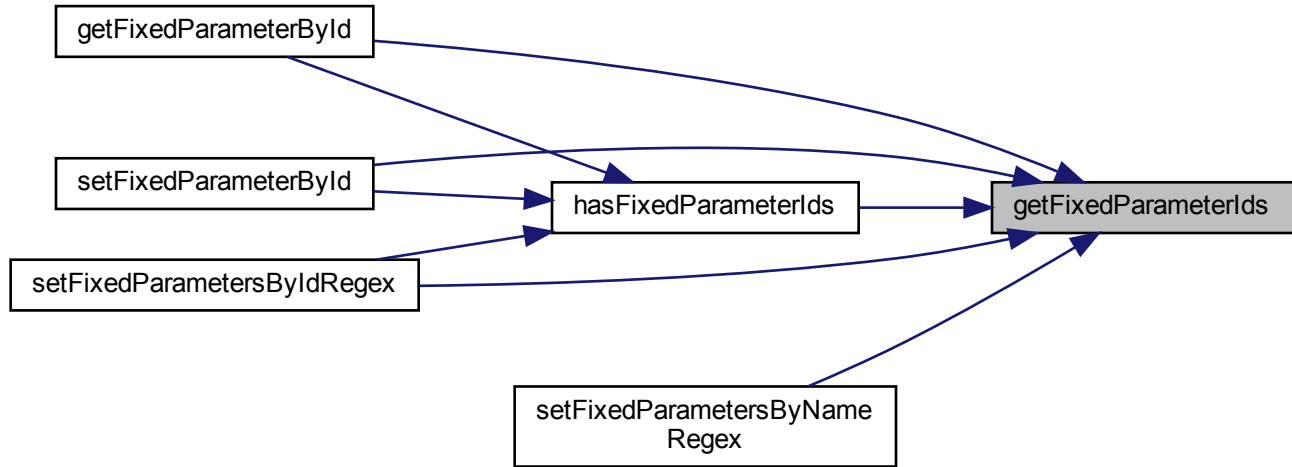 getFixedParameterById
setFixedParameterById
hasFixedParameterIds
getFixedParameterIds
setFixedParametersByIdRegex
setFixedParametersByName
Regex